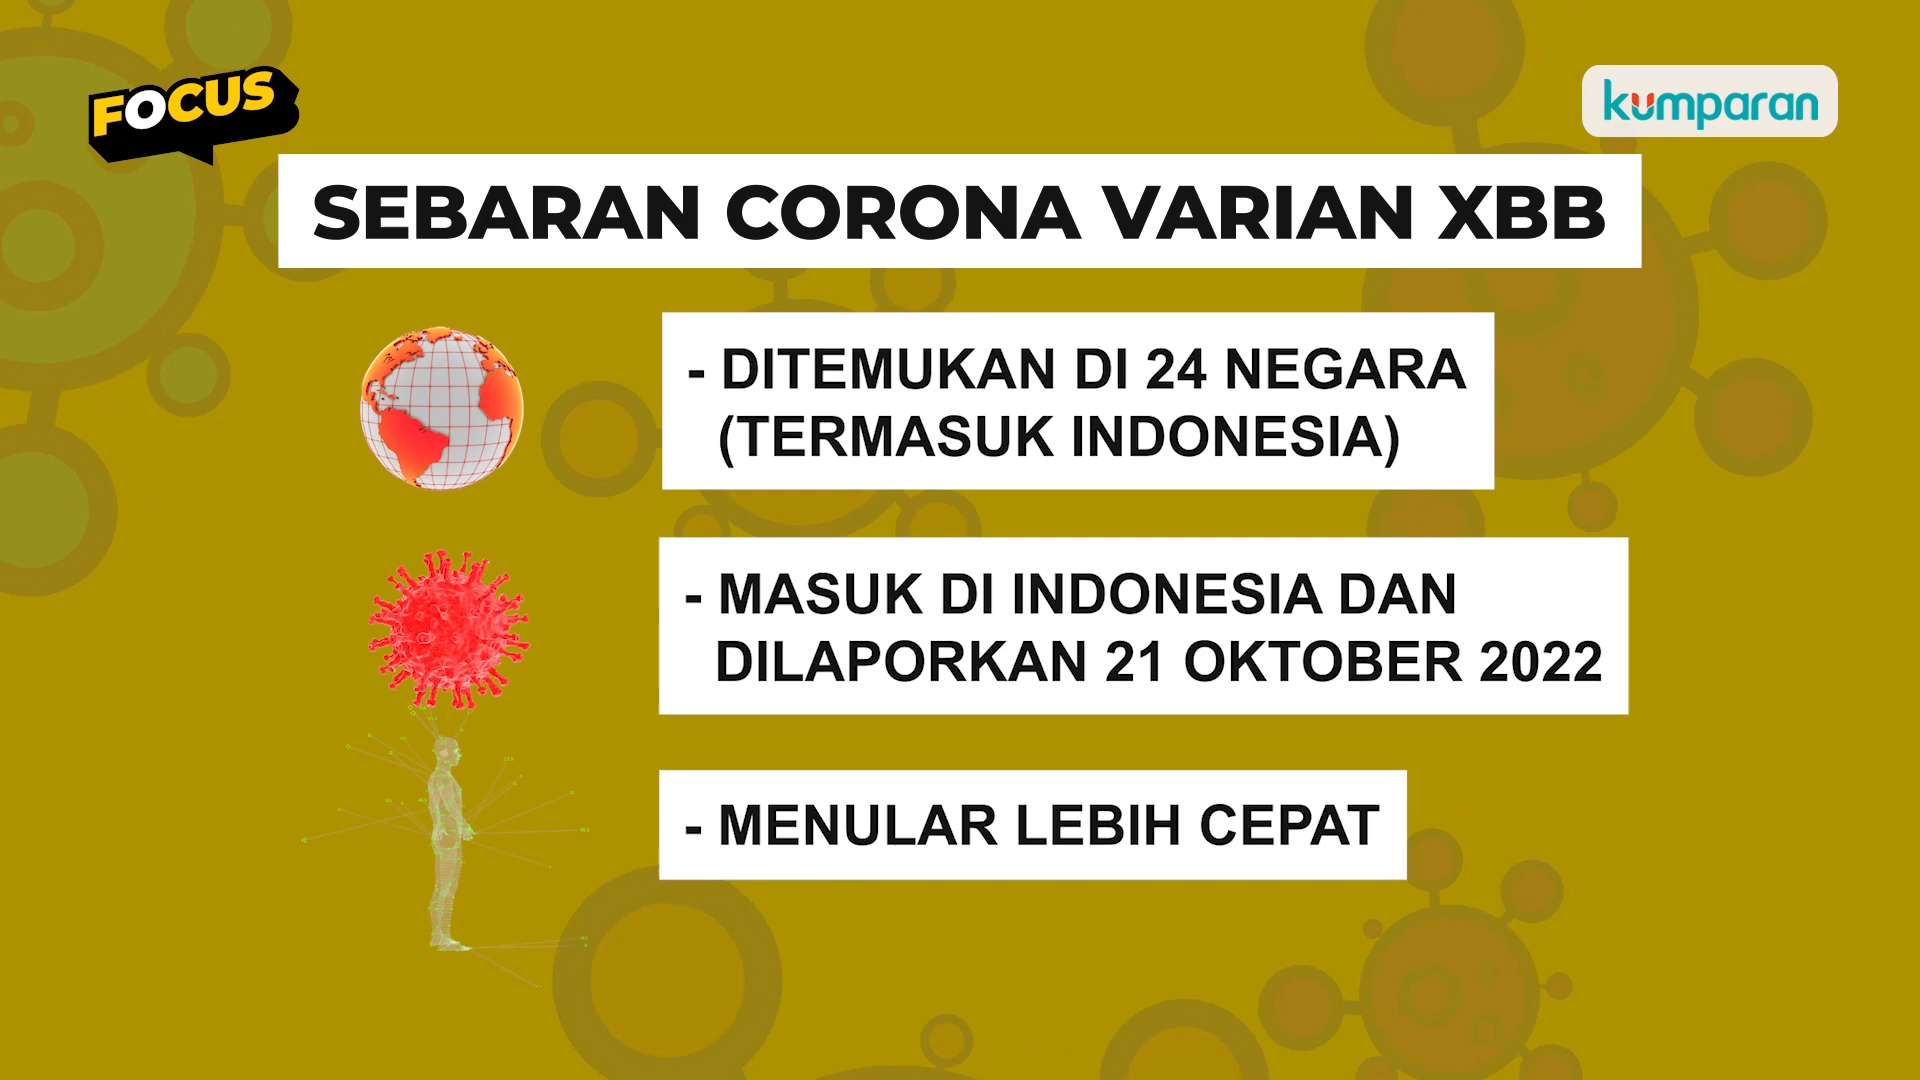 FOCUS
kumparan
SEBARAN CORONA VARIAN XBB
- DITEMUKAN DI 24 NEGARA
(TERMASUK INDONESIA)
- MASUK DI INDONESIA DAN
DILAPORKAN 21 OKTOBER 2022
- MENULAR LEBIH CEPAT